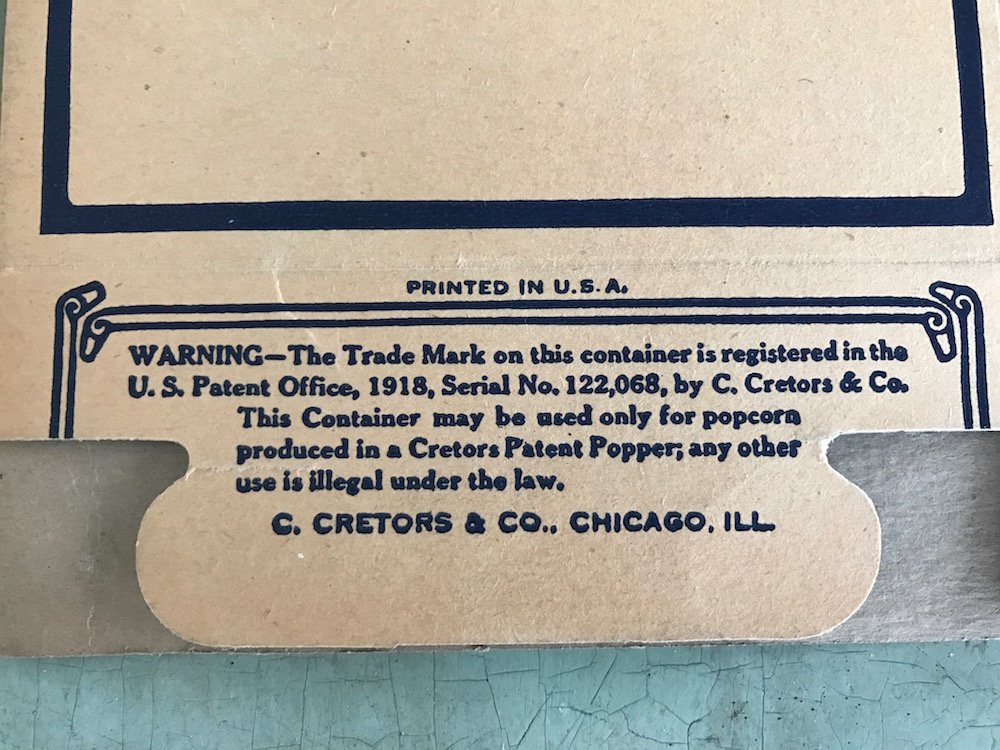 PRINTED IN U.S.A.
WARNING—The Trade Mark on this container is registered in the
U. S. Patent Office, 1918, Serial No. 122,068, by C. Cretors & Co.
This Container may be used only for popcorn
produced in a Cretors Patent Popper; any other
use is illegal under the law.
C. CRETORS & CO., CHICAGO, ILL.